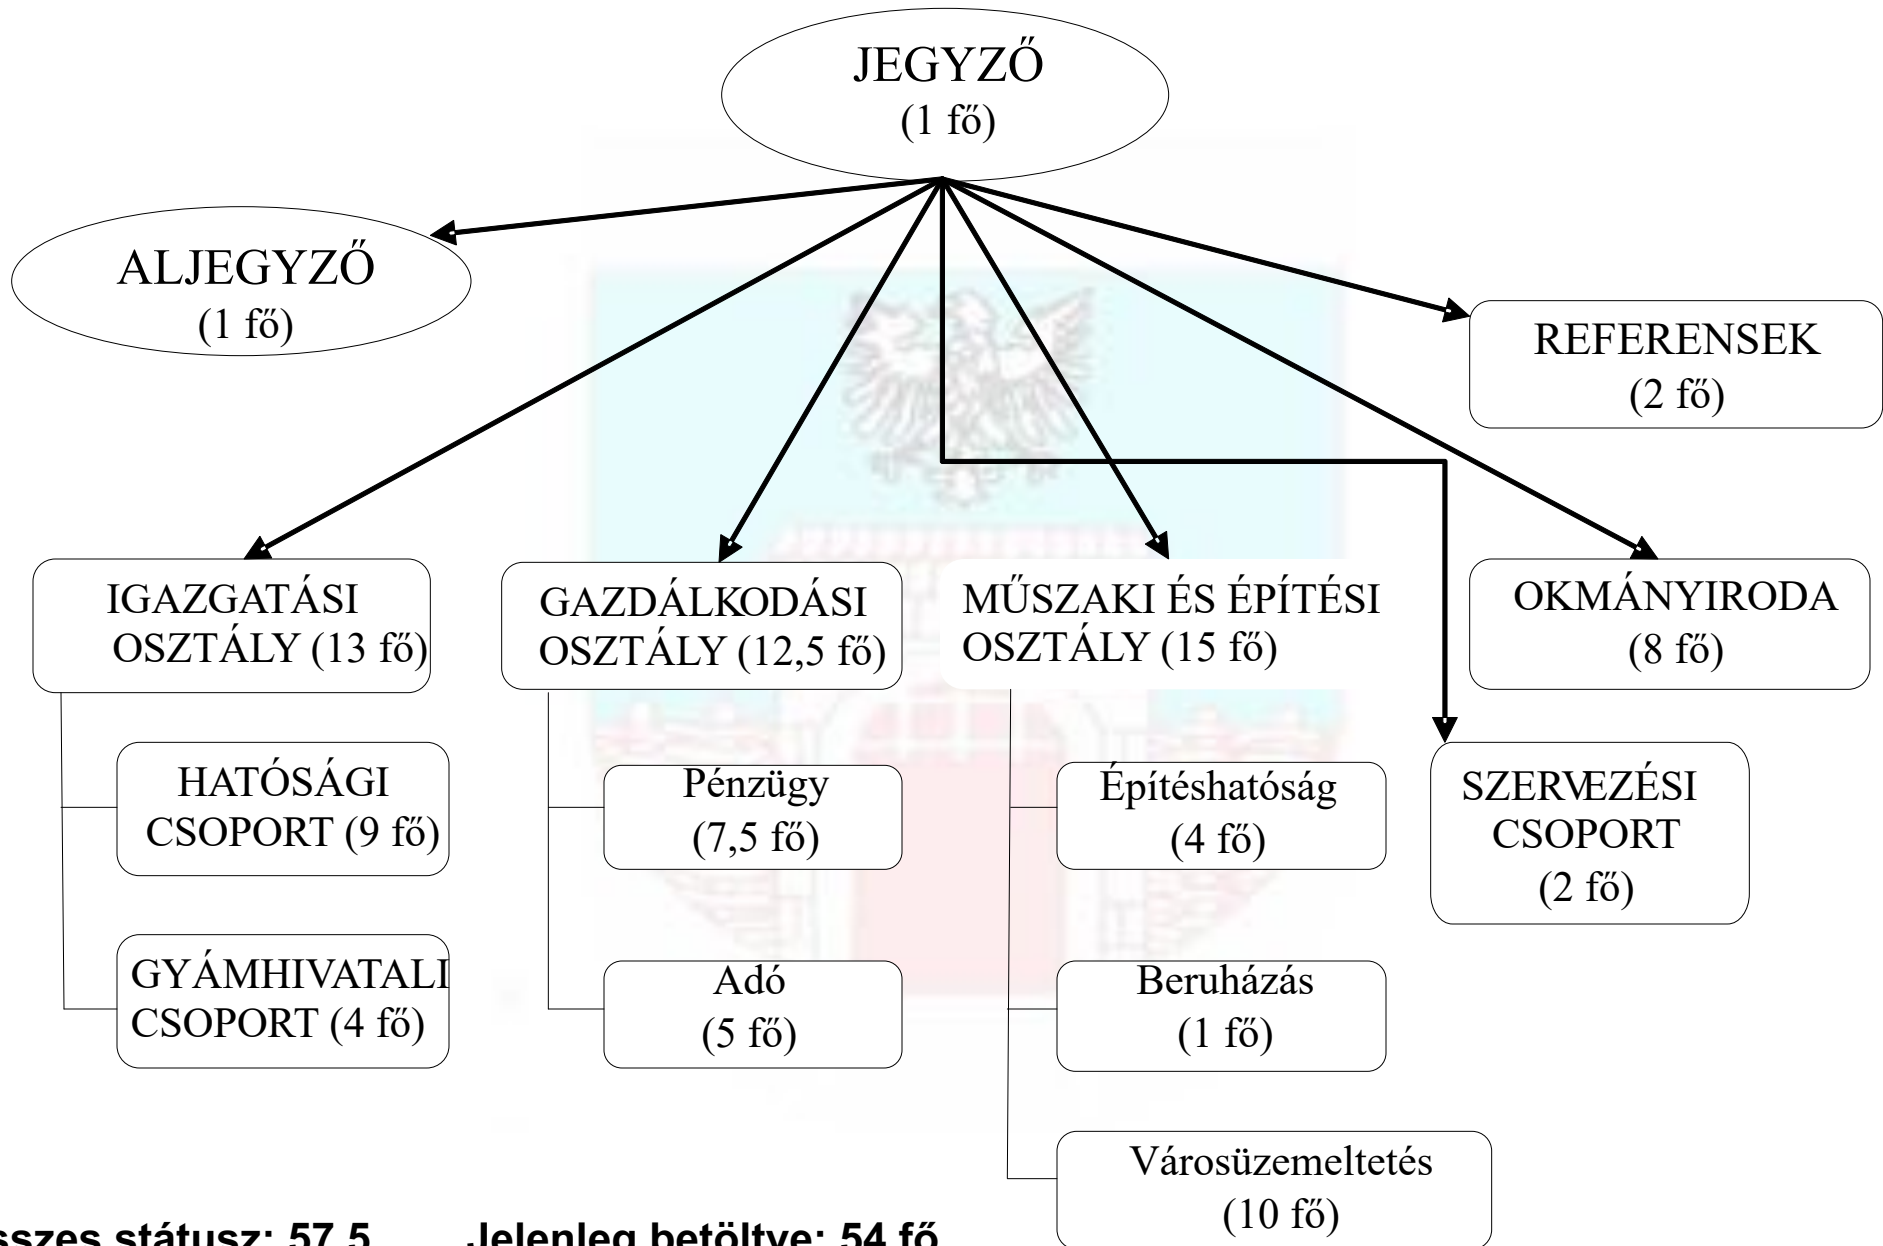 JEGYZŐ
(1 fő)
ALJEGYZŐ
(1 fő)
REFERENSEK
(2 fő)
IGAZGATÁSI
OSZTÁLY (13 fő)
GAZDÁLKODÁSI
OSZTÁLY (12,5 fő)
MŰSZAKI ÉS ÉPÍTÉSI
OSZTÁLY (15 fő)
OKMÁNYIRODA
(8 fő)
HATÓSÁGI
CSOPORT (9 fő)
Pénzügy
(7,5 fő)
Építéshatóság
(4 fő)
SZERVEZÉSI
CSOPORT
(2 fő)
GYÁMHIVATALI
CSOPORT (4 fő)
Adó
(5 fő)
Beruházás
(1 fő)
Városüzemeltetés
(10 fő)
státusz: 57,5 Jelenleg betöltve: 54 fő